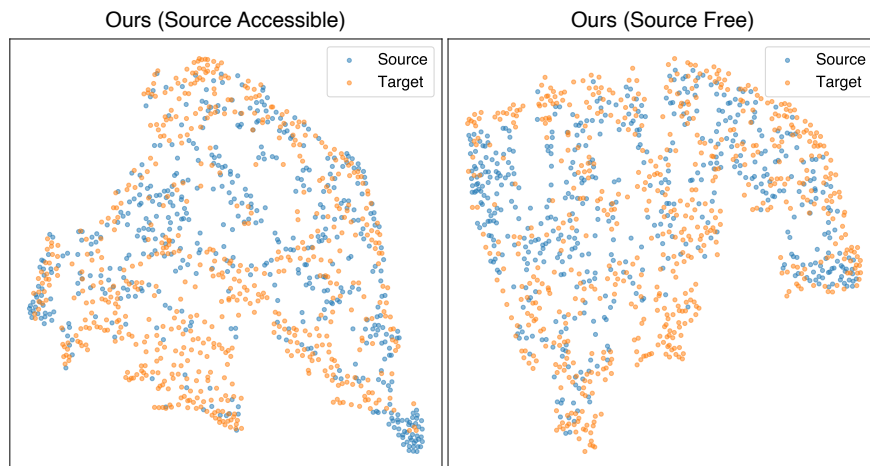 Ours (Source Accessible)
Source
Target
Ours (Source Free)
Source
Target